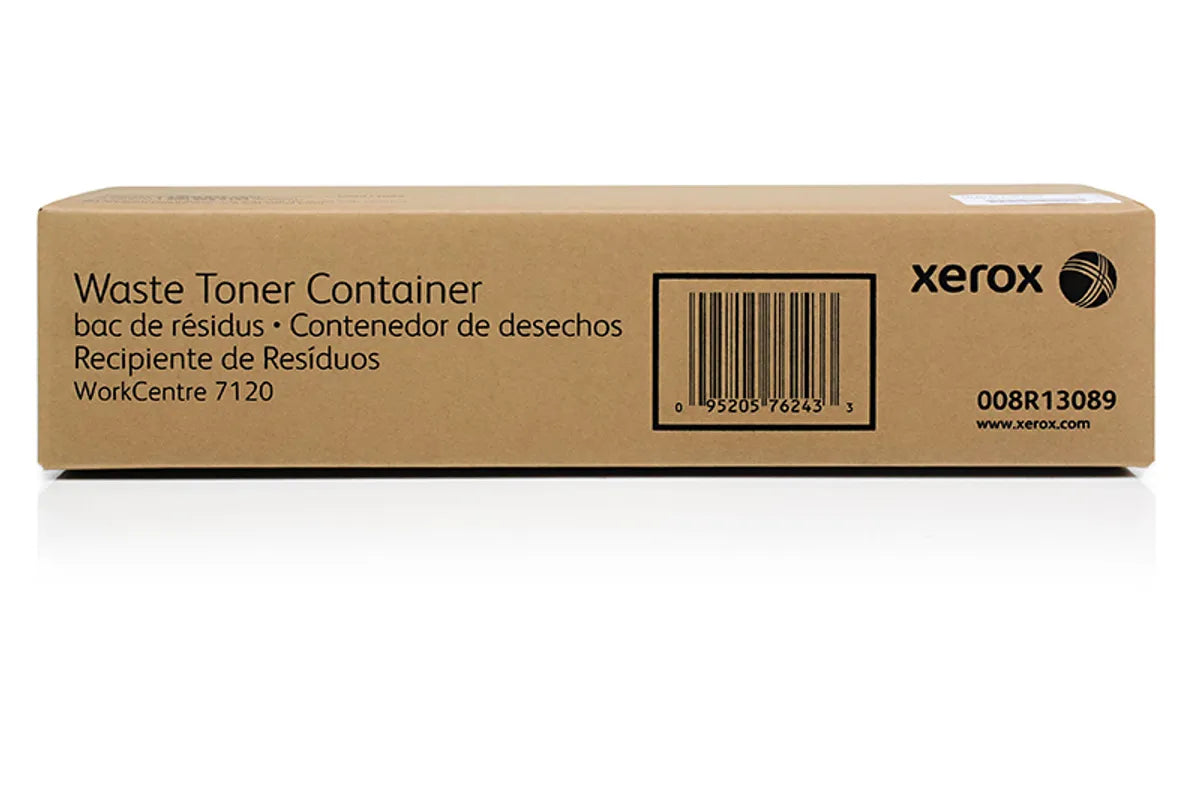 Waste Toner Container
bac de résidus • Contenedor de desechos
Recipiente de Resíduos
WorkCentre 7120
0 95205 76243 3
xerox
008R13089
www.xerox.com